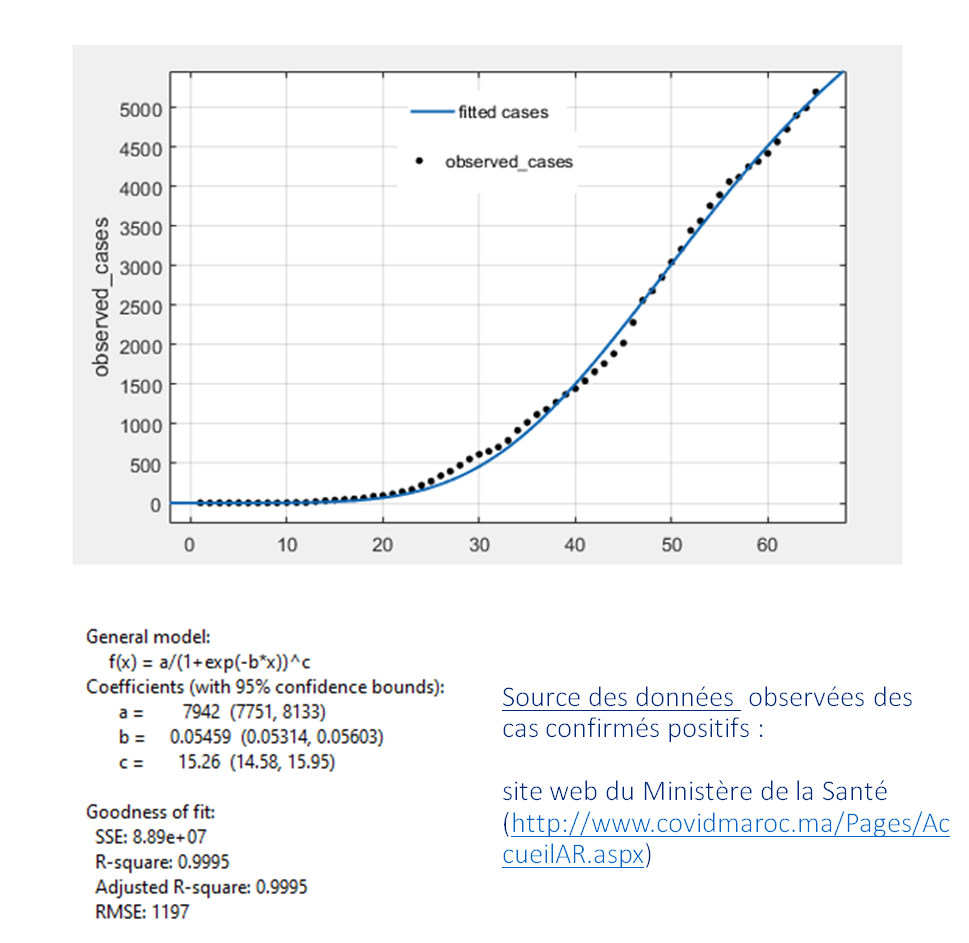 fitted cases
observed_cases
5000
4500
4000
3500
3000
2500
2000
1500
1000
500
0
observed_cases
0 10 20 30 40 50 60
General model:
f(x) = a/(1+exp(-b*x))^c
Coefficients (with 95% confidence bounds):
a = 7942 (7751, 8133)
b = 0.05459 (0.05314, 0.05603)
c = 15.26 (14.58, 15.95)
Goodness of fit:
SSE: 8.89e+07
R-square: 0.9995
Adjusted R-square: 0.9995
RMSE: 1197
Source des données observées des
cas confirmés positifs :
site web du Ministère de la Santé
(http://www.covidmaroc.ma/Pages/Ac
cueilAR.aspx)